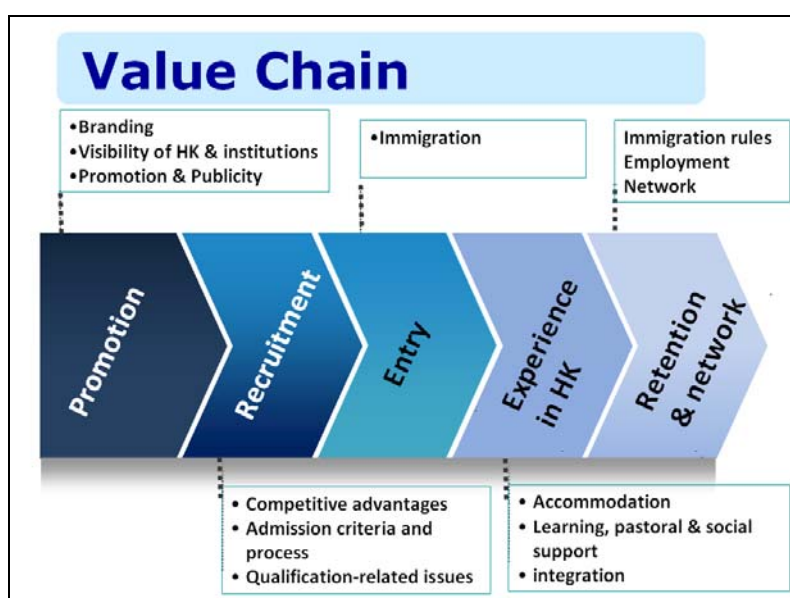 Value Chain
•Branding
•Visibility of HK & institutions
•Promotion & Publicity
•Immigration
Immigration rules
Employment
Network
Promotion
Recruitment
Entry
Experience
in HK
Retention
& network
• Competitive advantages
• Admission criteria and
process
• Qualification-related issues
• Accommodation
• Learning, pastoral & social
support
• integration